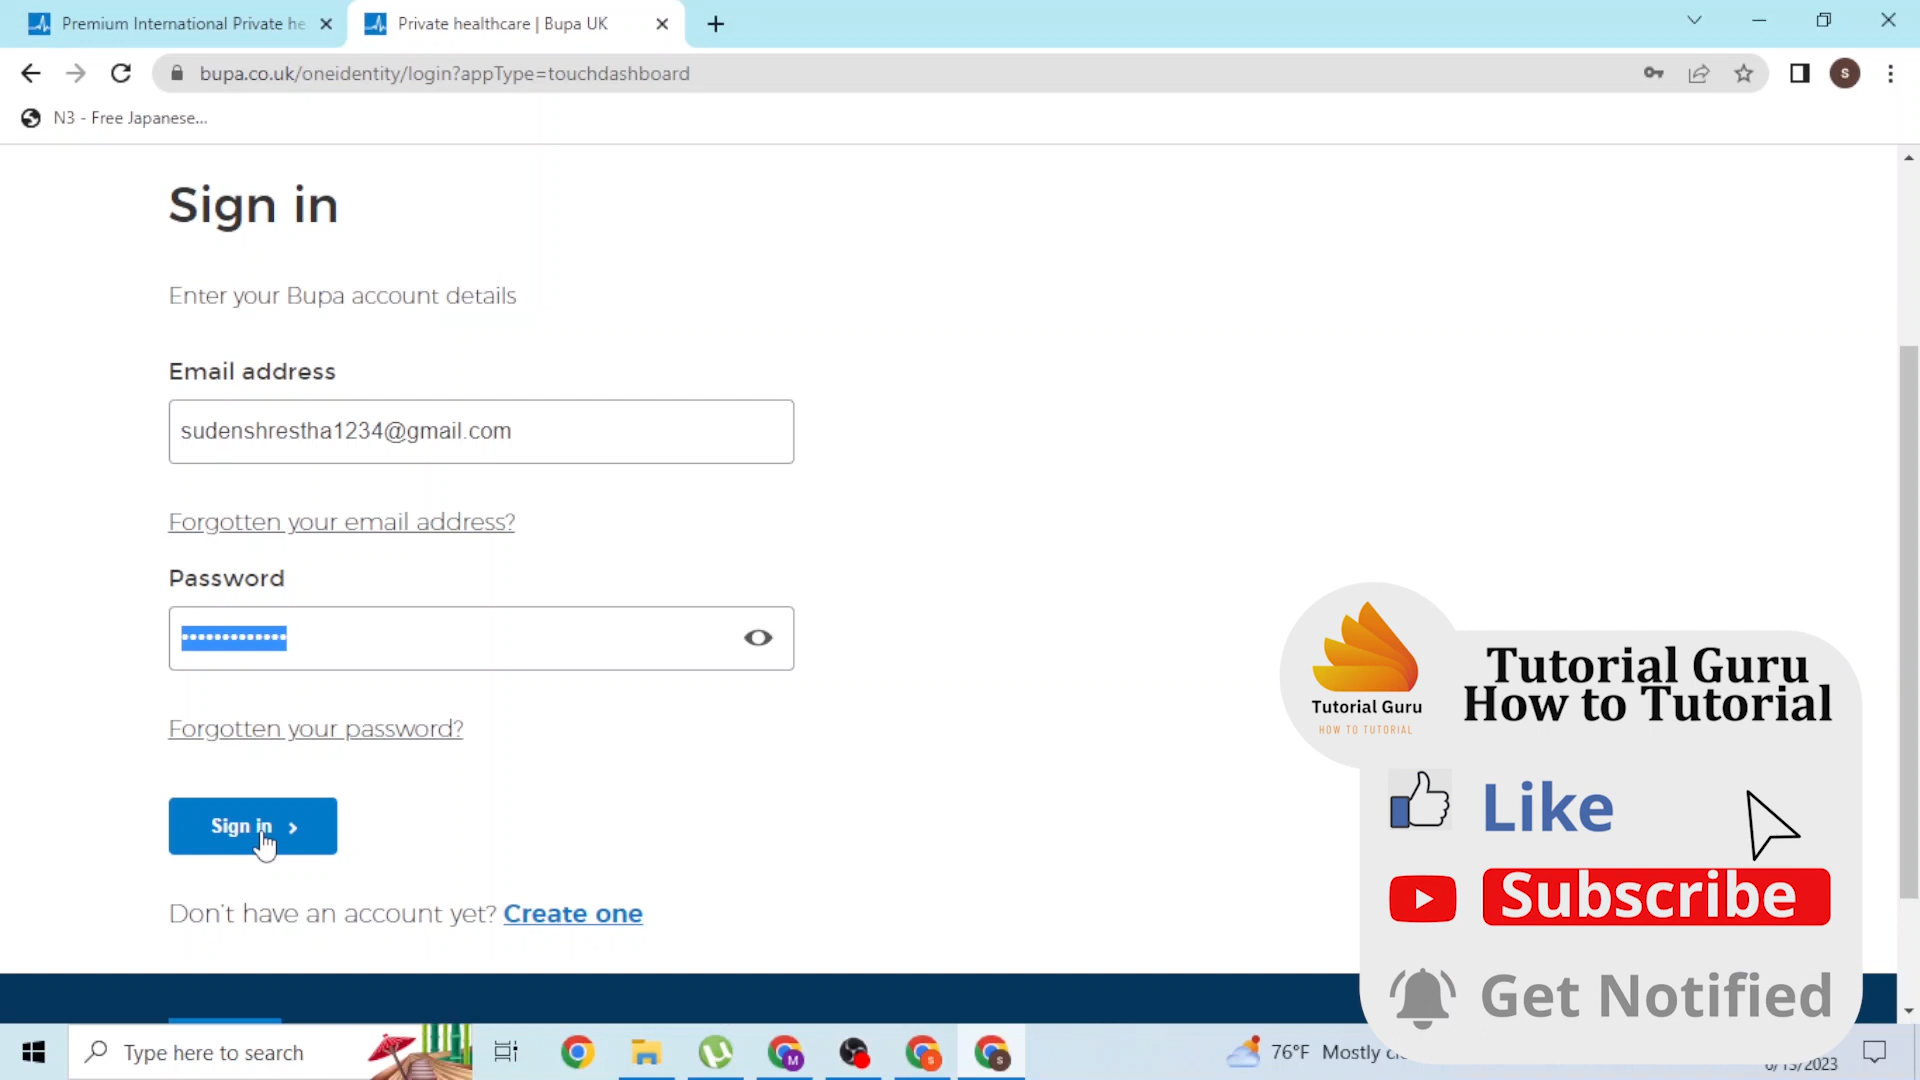 Premium International Private he
Private healthcare | Bupa UK
bupa.co.uk/oneidentity/login?appType=touchdashboard
S
N3 - Free Japanese...
Sign in
Enter your Bupa account details
Email address
sudenshrestha1234@gmail.com
Forgotten your email address?
Password
•••••••••••••
Forgotten your password?
Sign in
Don't have an account yet? Create one
Tutorial Guru
HOW TO TUTORIAL
Tutorial Guru
How to Tutorial
Like
Subscribe
Get Notified
Type here to search
M
S
S
76°F Mostly
6/13/2023